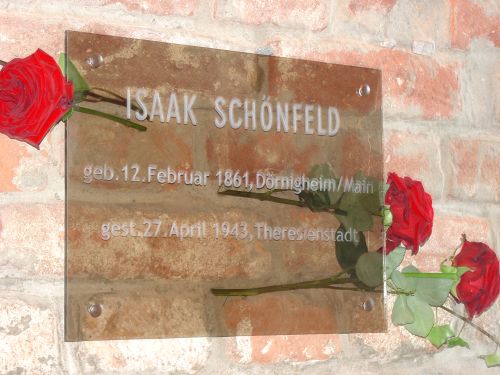 ISAAK SCHÖNFELD
geb.12.Februar 1861,Dörnigheim/Main
gest.27.April 1943,Theresienstadt